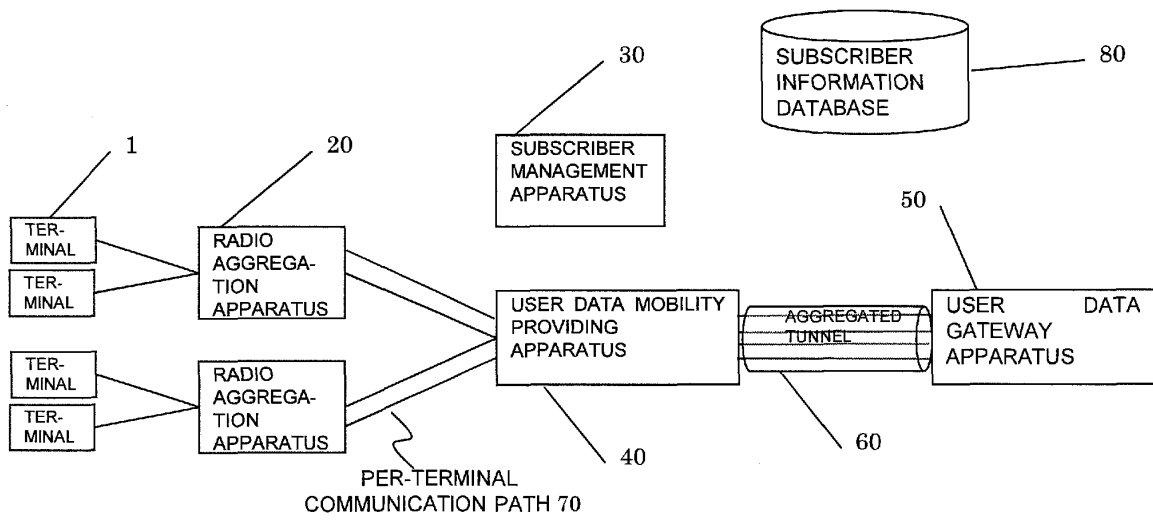 30
SUBSCRIBER
INFORMATION
DATABASE
80
1
20
SUBSCRIBER
MANAGEMENT
APPARATUS
50
TER-
MINAL
TER-
MINAL
RADIO
AGGREGA-
TION
APPARATUS
USER DATA MOBILITY
PROVIDING
APPARATUS
AGGREGATED
TUNNEL
USER DATA
GATEWAY
APPARATUS
TER-
MINAL
TER-
MINAL
RADIO
AGGREGA-
TION
APPARATUS
40
60
PER-TERMINAL
COMMUNICATION PATH 70